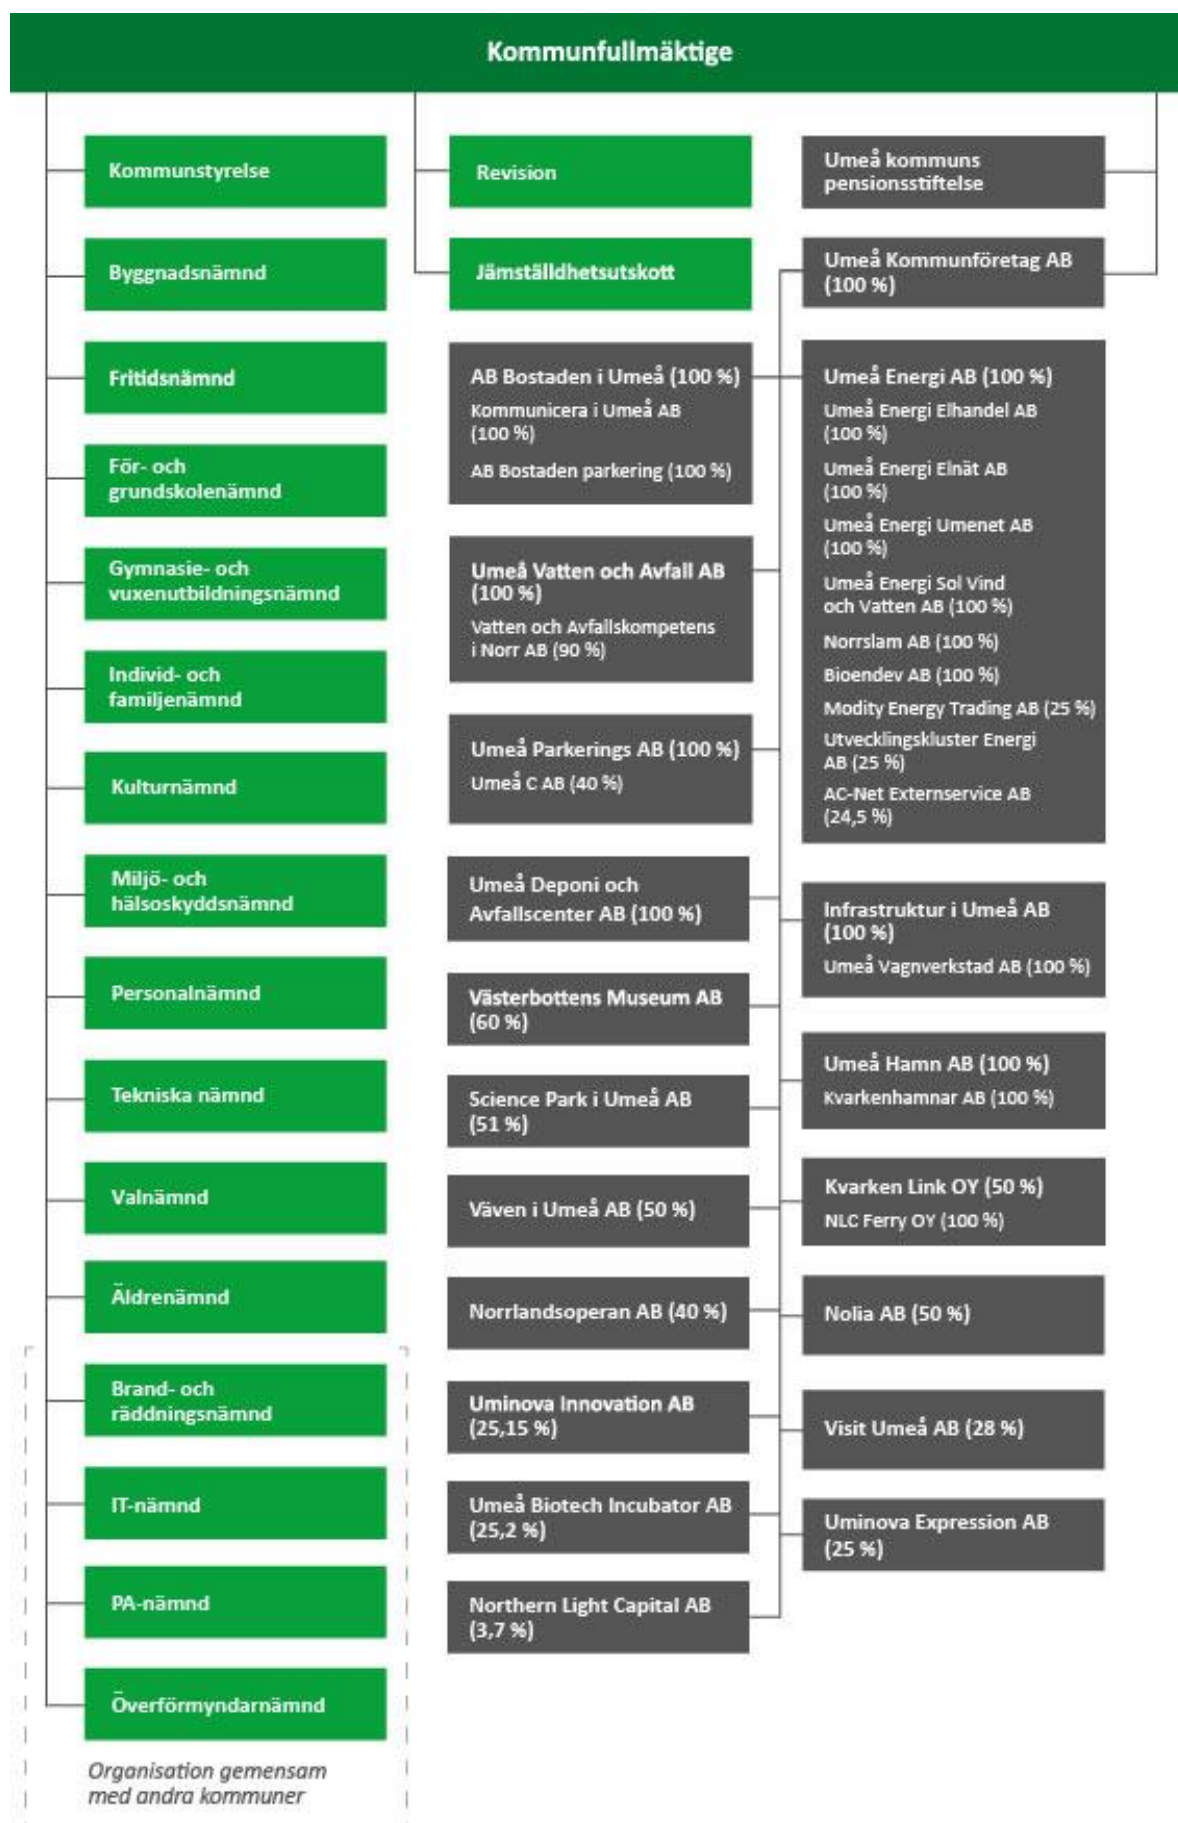 Kommunfullmäktige
Kommunstyrelse
Byggnadsnämnd
Fritidsnämnd
För- och
grundskolenämnd
Gymnasie- och
vuxenutbildningsnämnd
Individ- och
familjenämnd
Kulturnämnd
Miljö- och
hälsoskyddsnämnd
Personalnämnd
Tekniska nämnd
Valnämnd
Äldrenämnd
Brand- och
räddningsnämnd
IT-nämnd
PA-nämnd
Överförmyndarnämnd
Organisation gemensam
med andra kommuner
Revision
Jämställdhetsutskott
AB Bostaden i Umeå (100 %)
Kommunicera i Umeå AB
(100 %)
AB Bostaden parkering (100 %)
Umeå Vatten och Avfall AB
(100 %)
Vatten och Avfallskompetens
i Norr AB (90 %)
Umeå Parkerings AB (100 %)
Umeå C AB (40 %)
Umeå Deponi och
Avfallscenter AB (100 %)
Västerbottens Museum AB
(60 %)
Science Park i Umeå AB
(51 %)
Väven i Umeå AB (50 %)
Norrlandsoperan AB (40 %)
Uminova Innovation AB
(25,15 %)
Umeå Biotech Incubator AB
(25,2 %)
Northern Light Capital AB
(3,7 %)
Umeå kommuns
pensionsstiftelse
Umeå Kommunföretag AB
(100 %)
Umeå Energi AB (100 %)
Umeå Energi Elhandel AB
(100 %)
Umeå Energi Elnät AB
(100 %)
Umeå Energi Umenet AB
(100 %)
Umeå Energi Sol Vind
och Vatten AB (100 %)
Norrslam AB (100 %)
Bioendev AB (100 %)
Modity Energy Trading AB (25 %)
Utvecklingskluster Energi
AB (25 %)
AC-Net Externservice AB
(24,5 %)
Infrastruktur i Umeå AB
(100 %)
Umeå Vagnverkstad AB (100 %)
Umeå Hamn AB (100 %)
Kvarkenhamnar AB (100 %)
Kvarken Link OY (50 %)
NLC Ferry OY (100 %)
Nolia AB (50 %)
Visit Umeå AB (28 %)
Uminova Expression AB
(25 %)